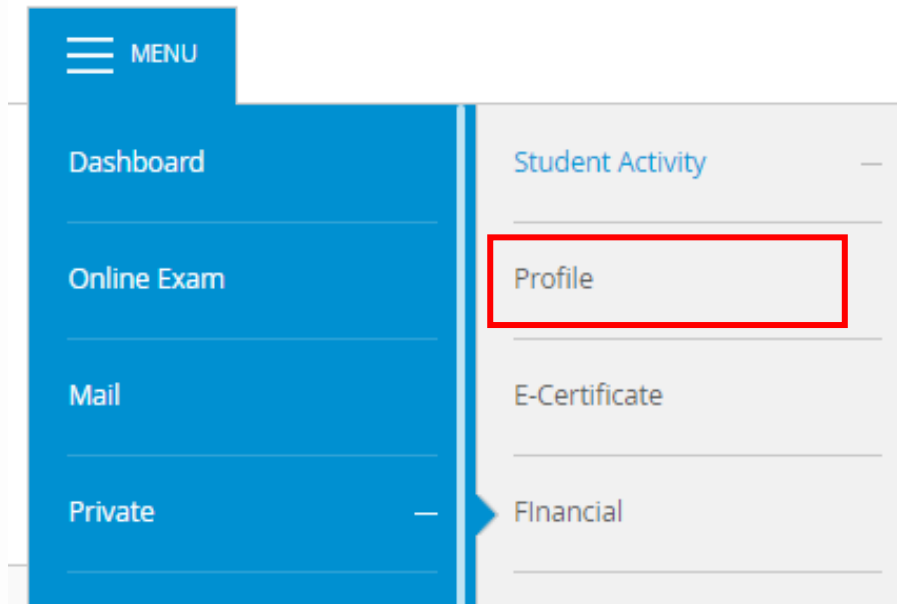 MENU
Dashboard
Online Exam
Mail
Private
Student Activity
Profile
E-Certificate
FInancial